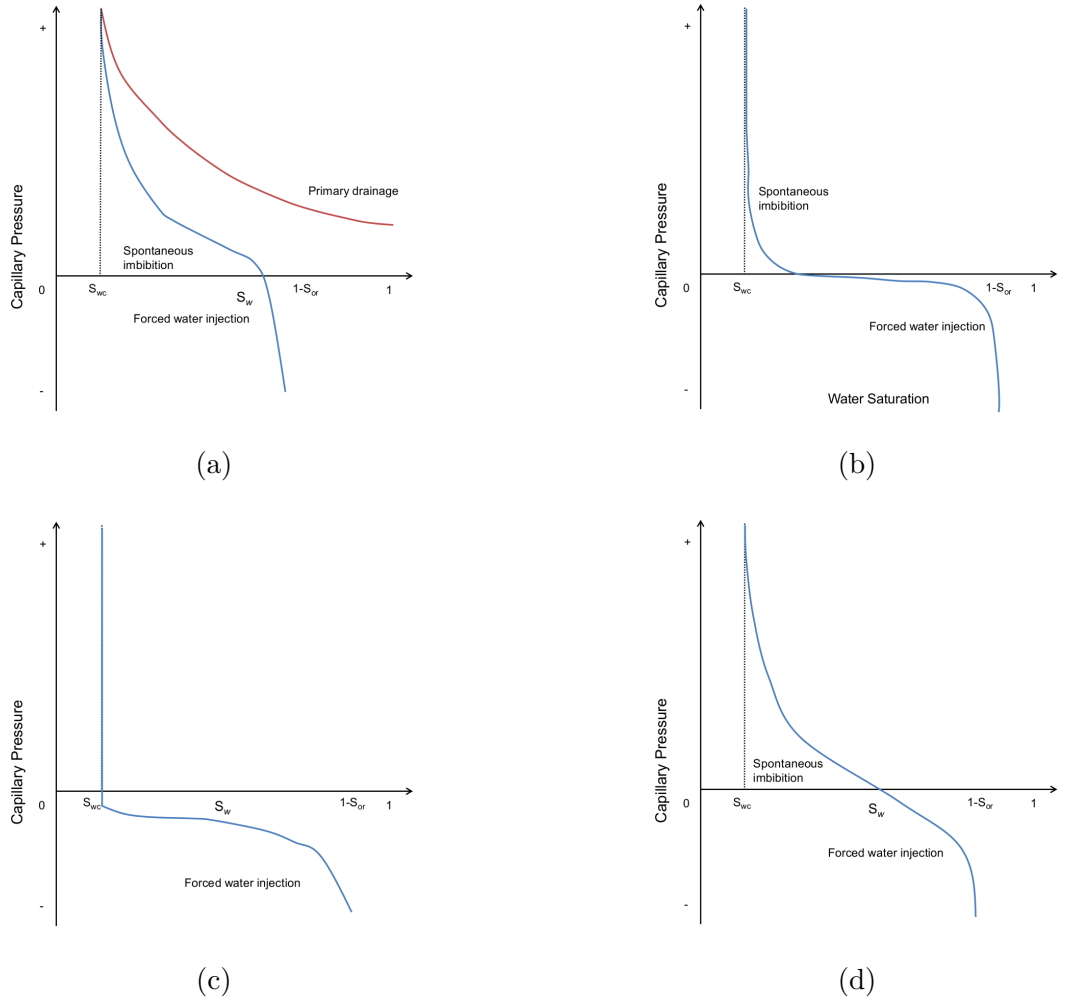 +
Capillary Pressure
Primary drainage
Spontaneous
imbibition
0
Swc
Sw
1-Sor
1
Forced water injection
-
(a)
+
Capillary Pressure
Spontaneous
imbibition
0
Swc
1-Sor
1
Forced water injection
-
Water Saturation
(b)
+
Capillary Pressure
0
Swc
Sw
1-Sor
1
Forced water injection
-
(c)
+
Capillary Pressure
Spontaneous
imbibition
0
Swc
Sw
1-Sor
1
Forced water injection
-
(d)